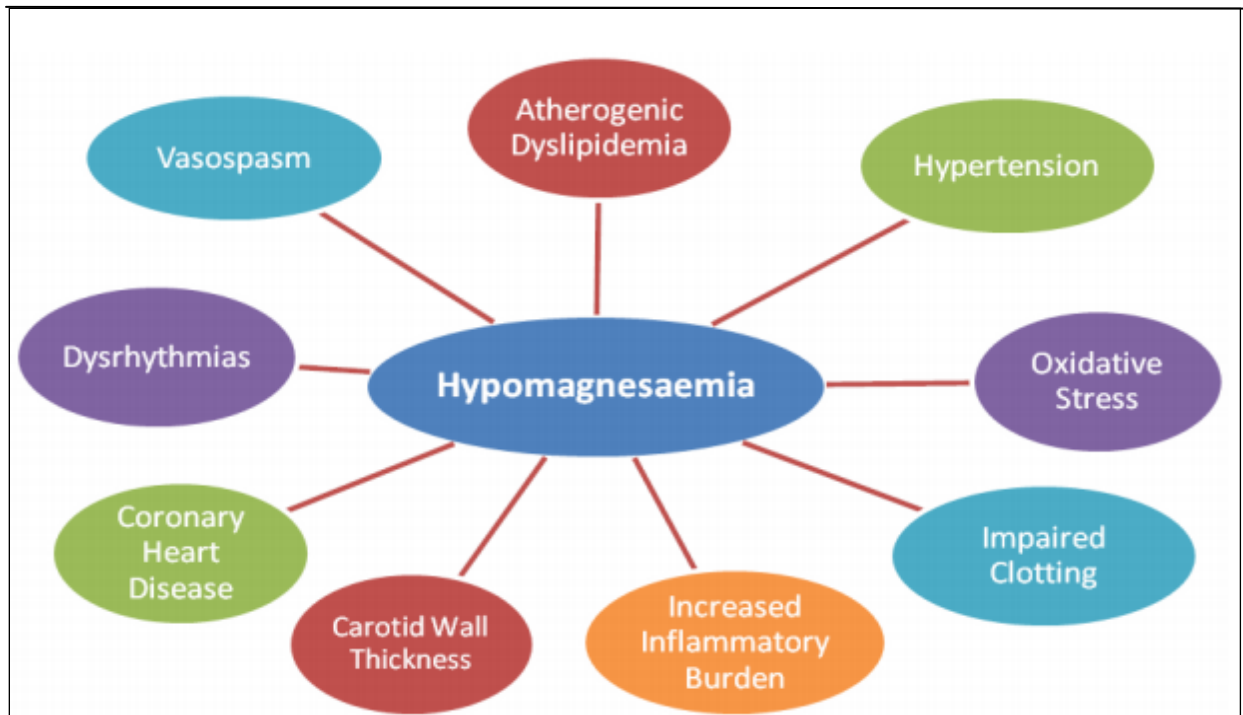 Atherogenic
Dyslipidemia
Vasospasm
Hypertension
Dysrhythmias
Hypomagnesaemia
Oxidative
Stress
Coronary
Heart
Disease
Impaired
Clotting
Carotid Wall
Thickness
Increased
Inflammatory
Burden